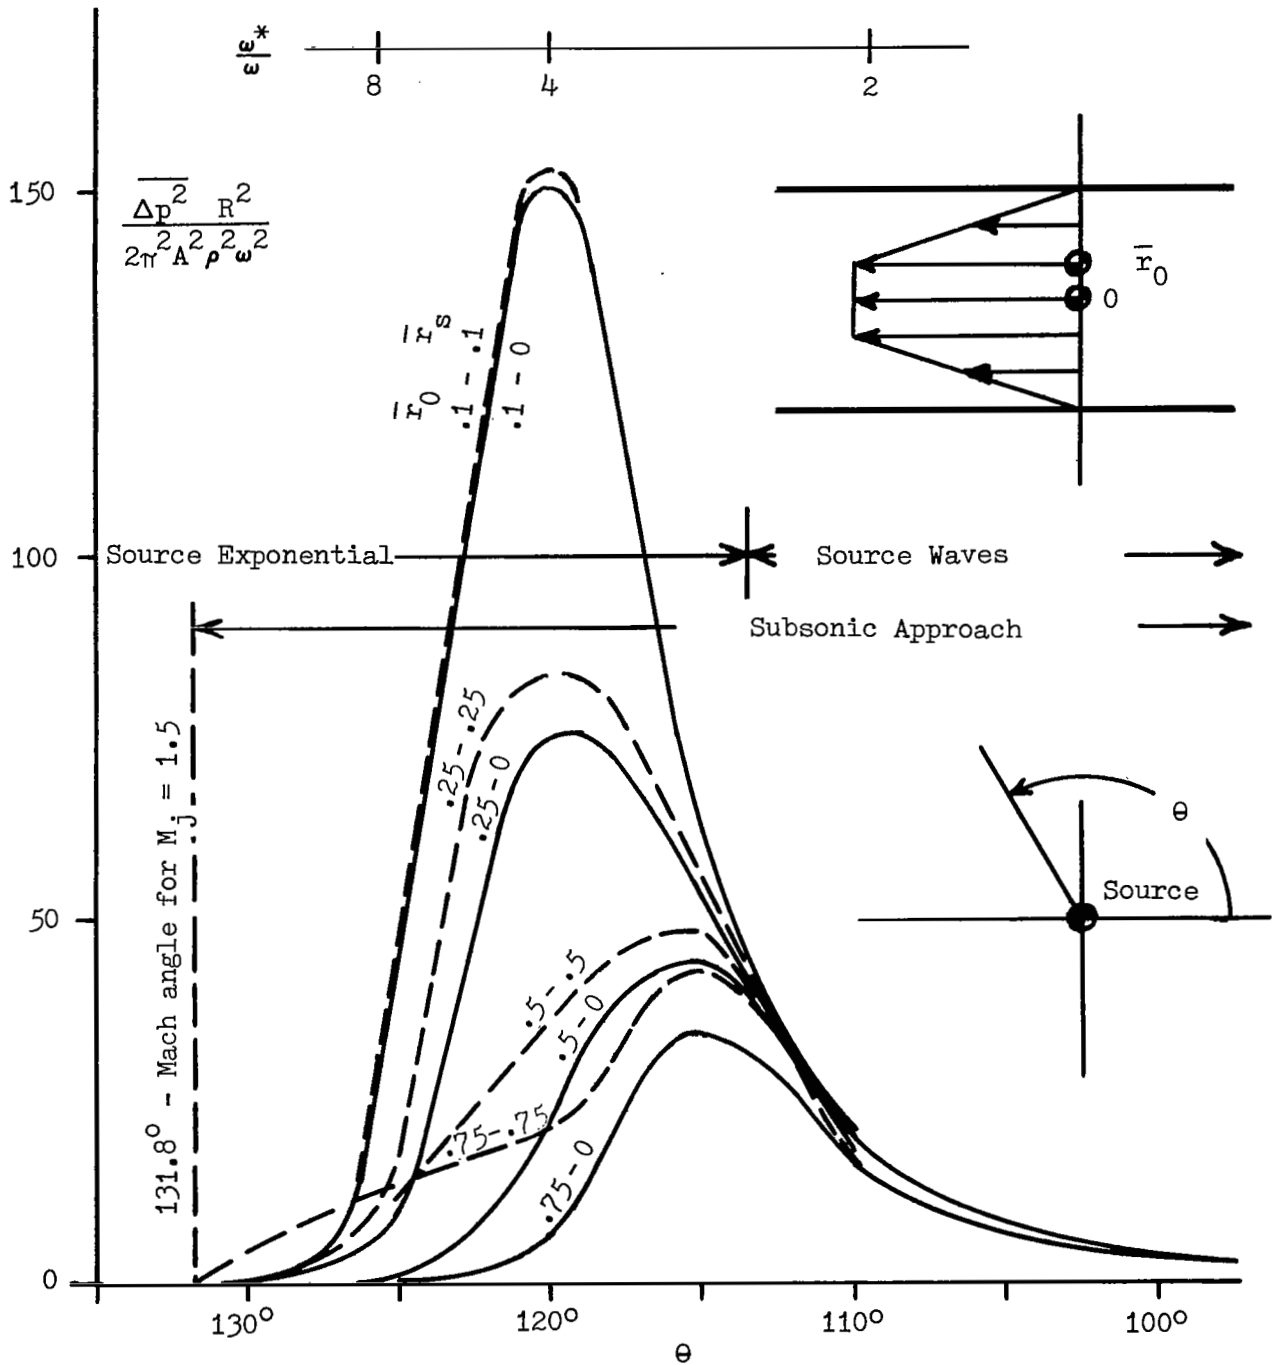 ω*
ω
8 4 2
150
Δp² R²
2π²A²ρ²ω²
r̄₀
0
r̄₀ r̄ₛ
.1 - .1
.1 - 0
100
Source Exponential
Source Waves
Subsonic Approach
131.8° - Mach angle for Mⱼ = 1.5
.25 - .25
.25 - 0
θ
Source
50
.5 - .5
.5 - 0
.75 - .75
.75 - 0
0
130° 120° 110° 100°
θ